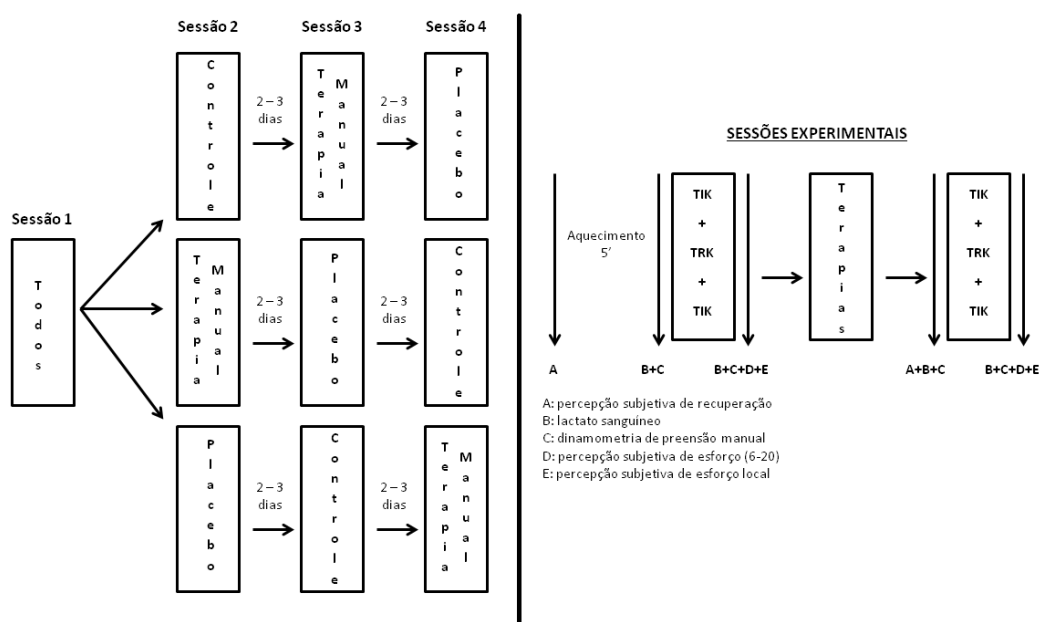 Sessão 2
Sessão 3
Sessão 4
Controle
2 – 3
dias
Terapia
Manual
2 – 3
dias
Placebo
Sessão 1
Todos
Terapia
Manual
2 – 3
dias
Placebo
2 – 3
dias
Controle
Placebo
2 – 3
dias
Controle
2 – 3
dias
Terapia
Manual
SESSÕES EXPERIMENTAIS
Aquecimento
5’
TIK
+
TRK
+
TIK
Terapias
TIK
+
TRK
+
TIK
A
B+C
B+C+D+E
A+B+C
B+C+D+E
A: percepção subjetiva de recuperação
B: lactato sanguíneo
C: dinamometria de preensão manual
D: percepção subjetiva de esforço (6-20)
E: percepção subjetiva de esforço local